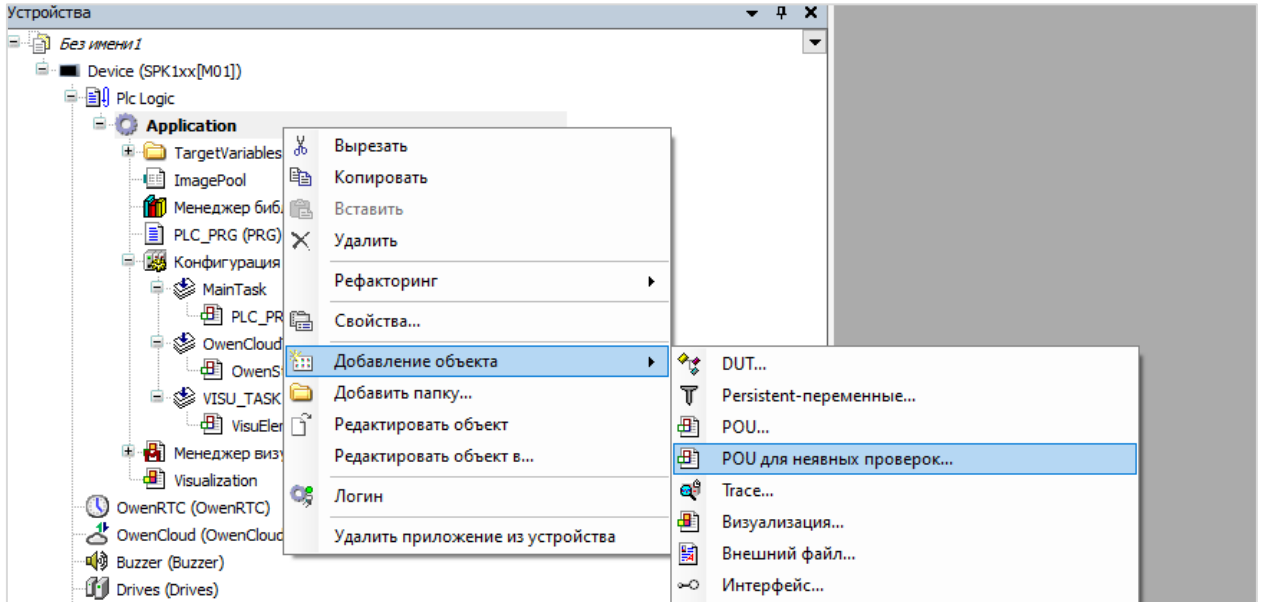 Устройства
Без имени1
Device (SPK1xx[M01])
Plc Logic
Application
TargetVariables
ImagePool
Менеджер биб
PLC_PRG (PRG)
Конфигурация
MainTask
PLC_PR
OwenCloud
OwenS
VISU_TASK
VisuEler
Менеджер виз
Visualization
OwenRTC (OwenRTC)
OwenCloud (OwenCloud
Buzzer (Buzzer)
Drives (Drives)
Вырезать
Копировать
Вставить
Удалить
Рефакторинг
Свойства...
Добавление объекта
Добавить папку...
Редактировать объект
Редактировать объект в...
Логин
Удалить приложение из устройства
DUT...
Persistent-переменные...
POU...
POU для неявных проверок...
Trace...
Визуализация...
Внешний файл...
Интерфейс...